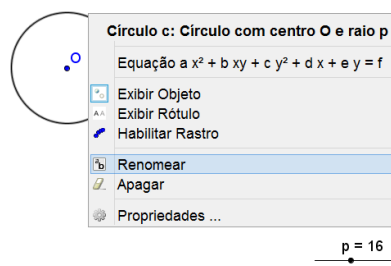 Círculo c: Círculo com centro O e raio p
O
Equação a x² + b xy + c y² + d x + e y = f
Exibir Objeto
AA Exibir Rótulo
Habilitar Rastro
Renomear
Apagar
Propriedades ...
p = 16